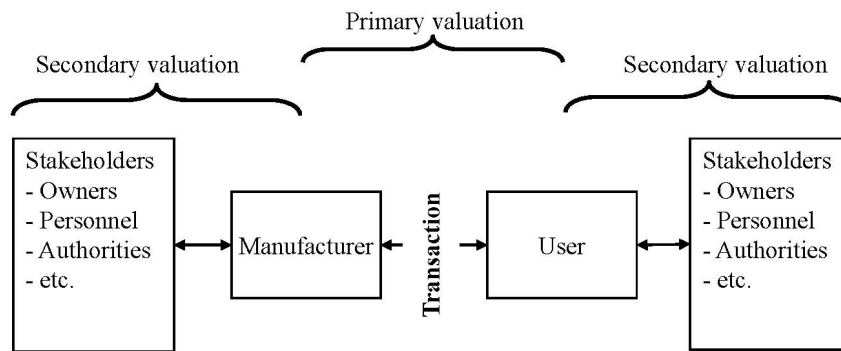 Primary valuation
Secondary valuation
Secondary valuation
Stakeholders
- Owners
- Personnel
- Authorities
- etc.
Manufacturer
Transaction
User
Stakeholders
- Owners
- Personnel
- Authorities
- etc.